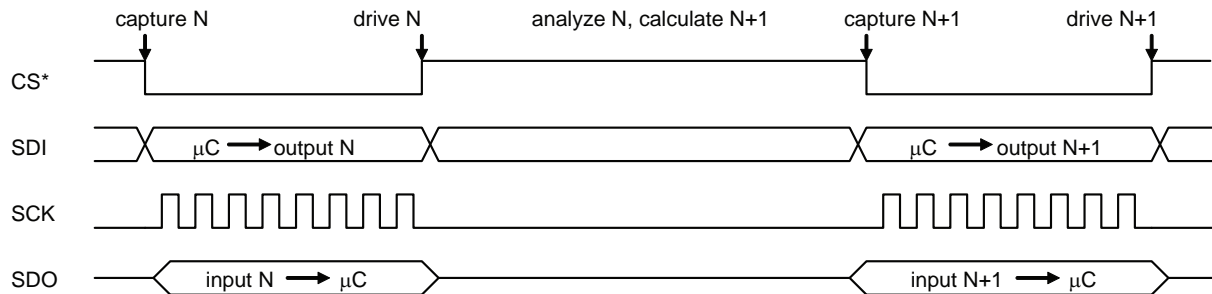 capture N drive N analyze N, calculate N+1 capture N+1 drive N+1
CS*
SDI μC output N μC output N+1
SCK
SDO input N μC input N+1 μC